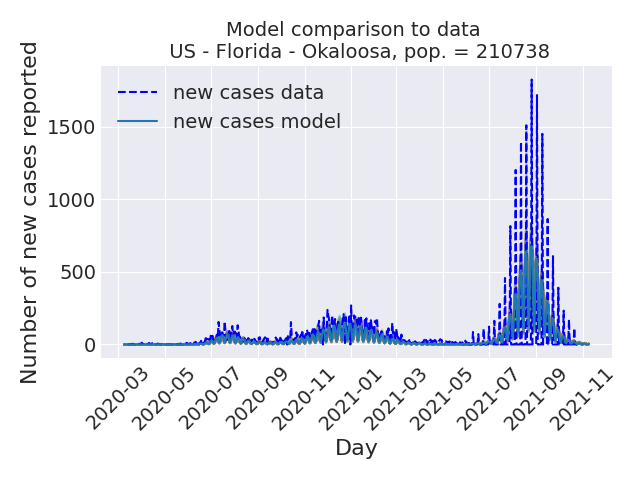 Model comparison to data
US - Florida - Okaloosa, pop. = 210738
new cases data
new cases model
Number of new cases reported
1500
1000
500
0
2020-03
2020-05
2020-07
2020-09
2020-11
2021-01
2021-03
2021-05
2021-07
2021-09
2021-11
Day